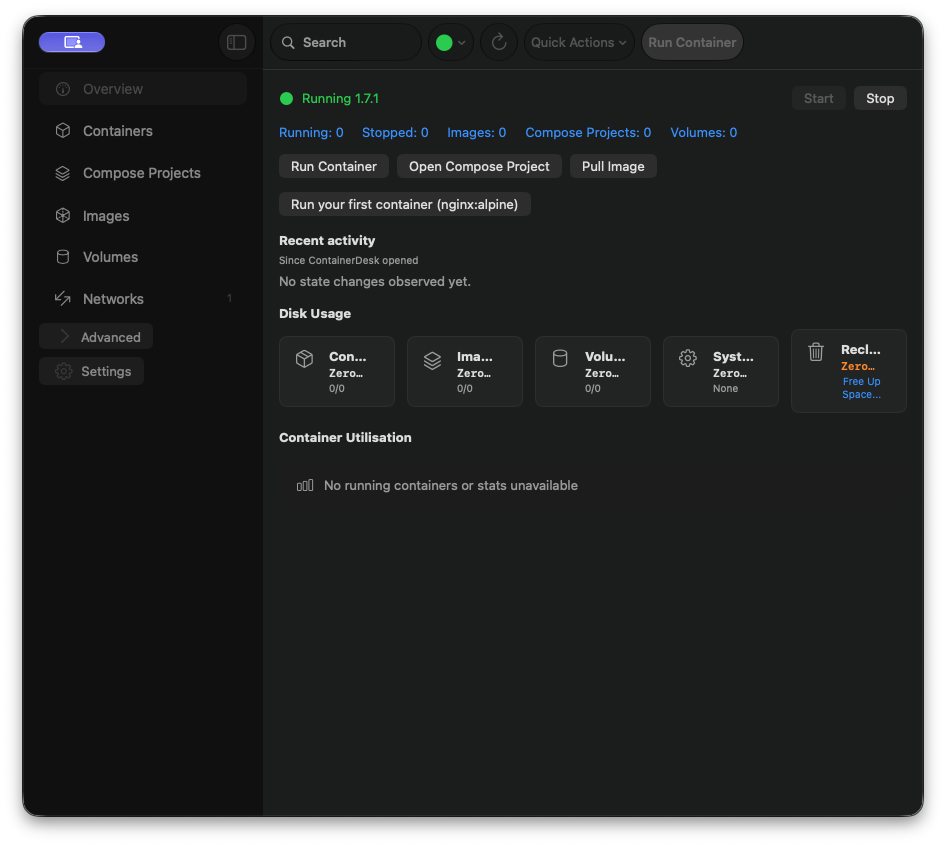 Search
Quick Actions
Run Container
Overview
Containers
Compose Projects
Images
Volumes
Networks 1
Advanced
Settings
Running 1.7.1
Start
Stop
Running: 0 Stopped: 0 Images: 0 Compose Projects: 0 Volumes: 0
Run Container
Open Compose Project
Pull Image
Run your first container (nginx:alpine)
Recent activity
Since ContainerDesk opened
No state changes observed yet.
Disk Usage
Con...
Zero...
0/0
Ima...
Zero...
0/0
Volu...
Zero...
0/0
Syst...
Zero...
None
Recl...
Zero...
Free Up
Space...
Container Utilisation
No running containers or stats unavailable